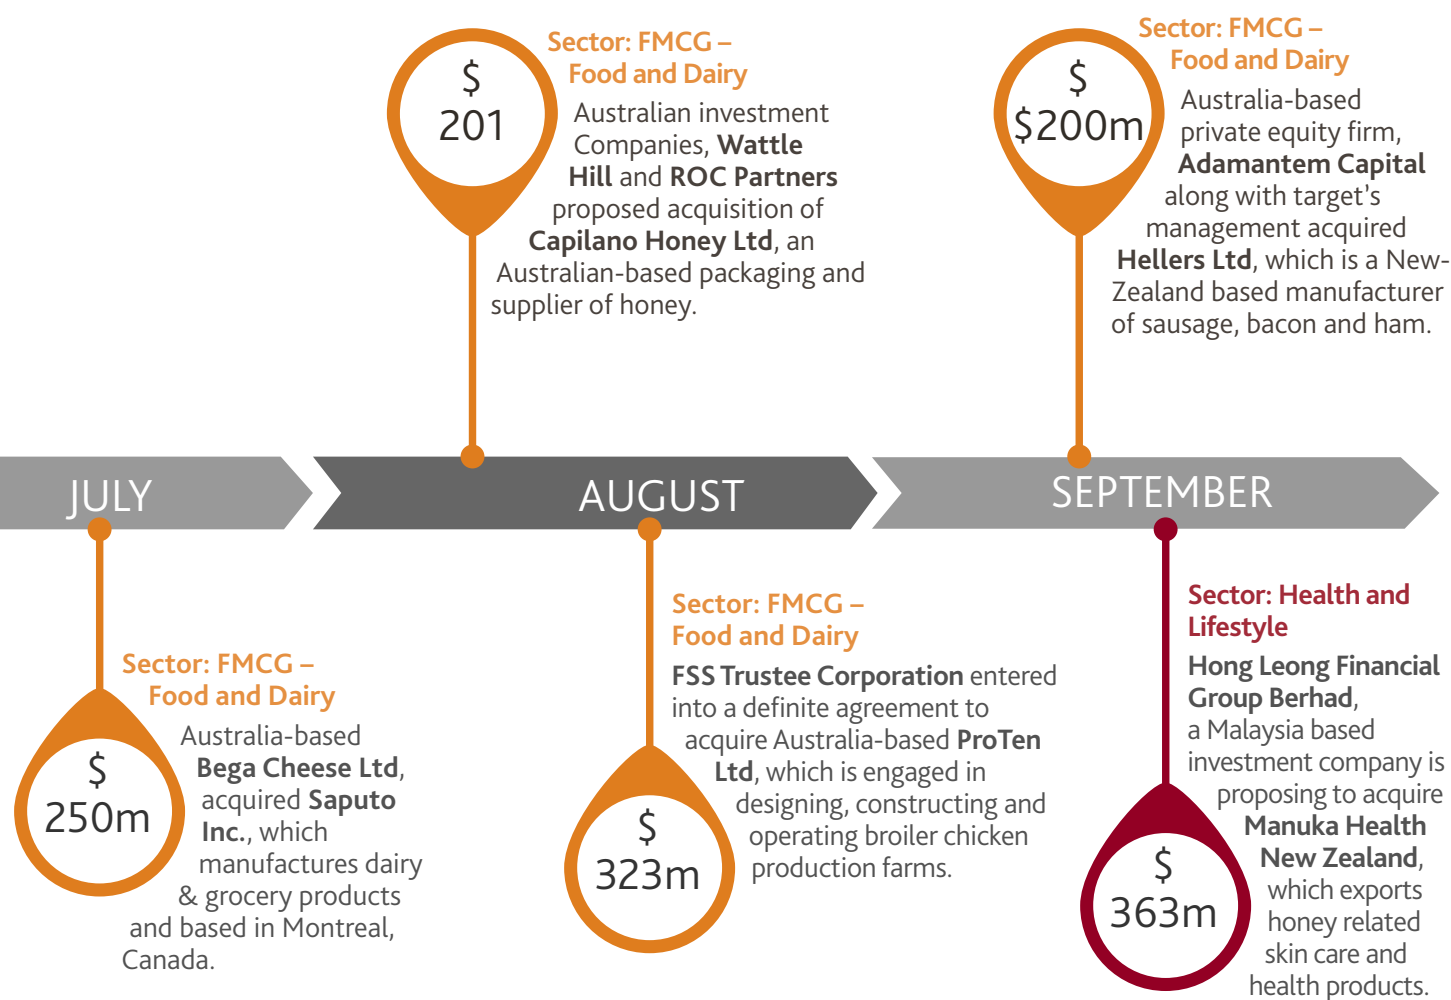 $
201
Sector: FMCG –
Food and Dairy
Australian investment
Companies, Wattle
Hill and ROC Partners
proposed acquisition of
Capilano Honey Ltd, an
Australian-based packaging and
supplier of honey.
$
$200m
Sector: FMCG –
Food and Dairy
Australia-based
private equity firm,
Adamantem Capital
along with target’s
management acquired
Hellers Ltd, which is a New-
Zealand based manufacturer
of sausage, bacon and ham.
JULY
AUGUST
SEPTEMBER
Sector: FMCG –
Food and Dairy
Australia-based
Bega Cheese Ltd,
acquired Saputo
Inc., which
manufactures dairy
& grocery products
and based in Montreal,
Canada.
$
250m
Sector: FMCG –
Food and Dairy
FSS Trustee Corporation entered
into a definite agreement to
acquire Australia-based ProTen
Ltd, which is engaged in
designing, constructing and
operating broiler chicken
production farms.
$
323m
Sector: Health and
Lifestyle
Hong Leong Financial
Group Berhad,
a Malaysia based
investment company is
proposing to acquire
Manuka Health
New Zealand,
which exports
honey related
skin care and
health products.
$
363m